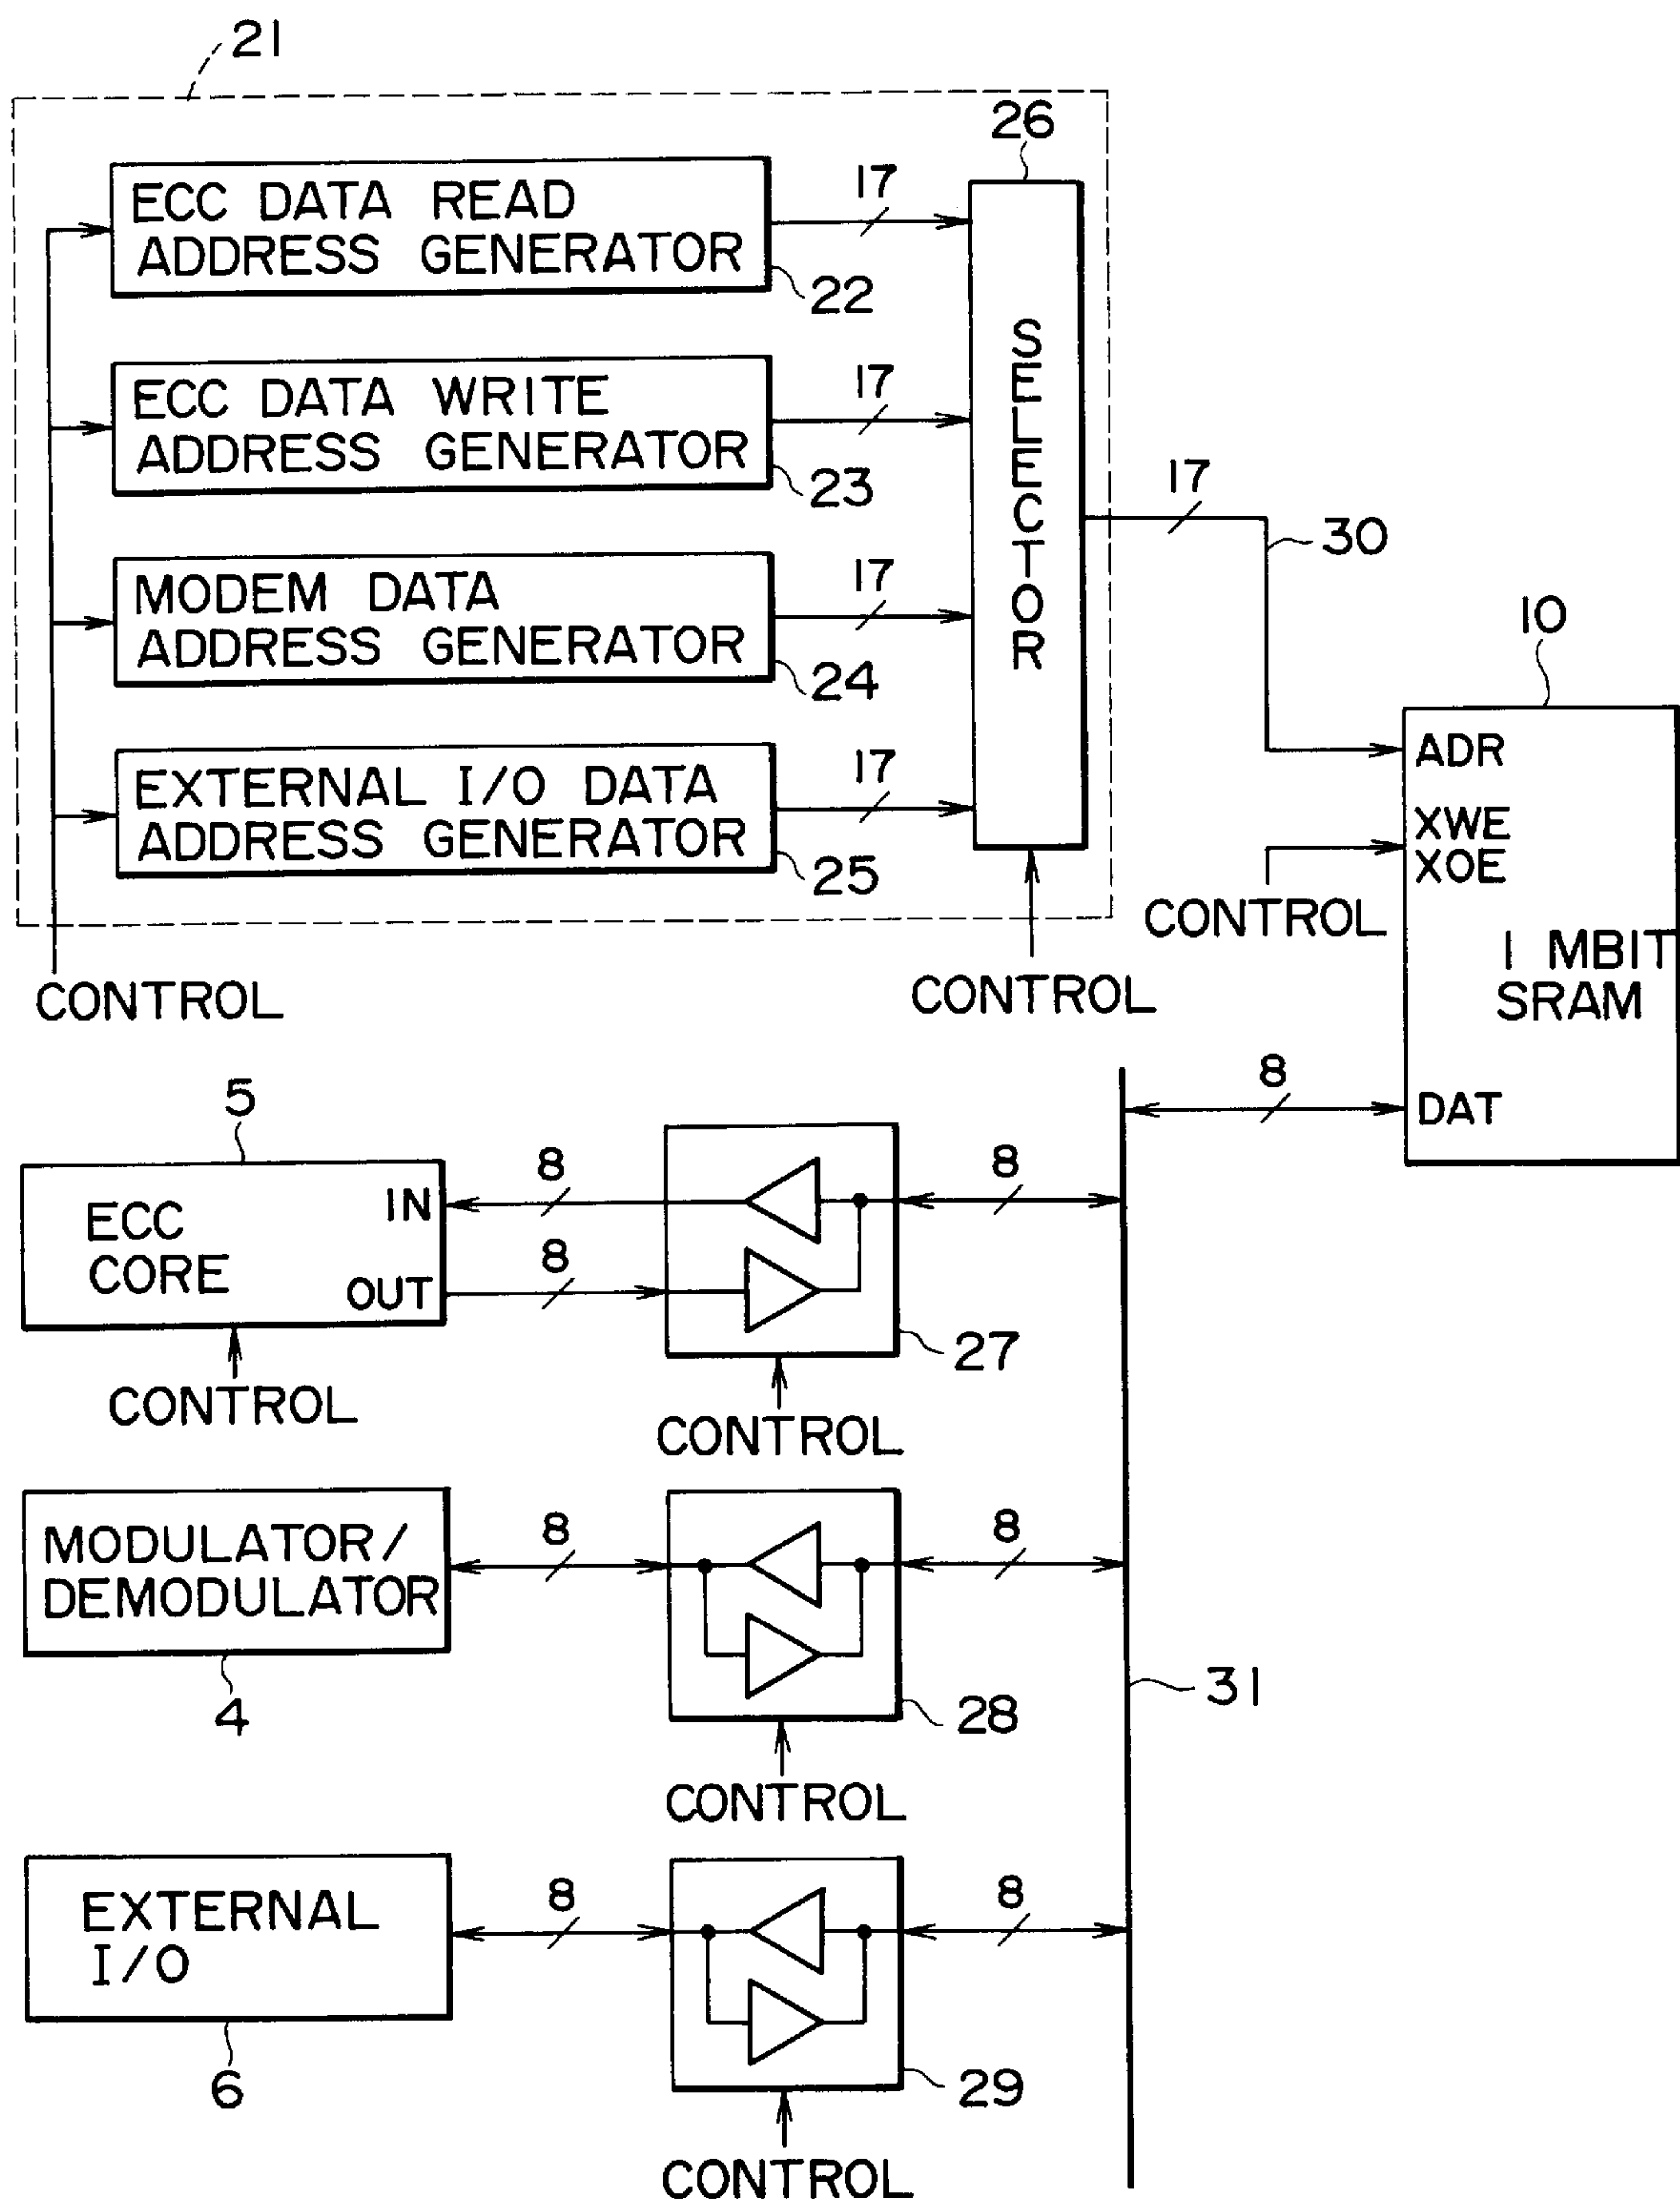 21
26
ECC DATA READ
ADDRESS GENERATOR
17
22
ECC DATA WRITE
ADDRESS GENERATOR
17
23
MODEM DATA
ADDRESS GENERATOR
17
24
EXTERNAL I/O DATA
ADDRESS GENERATOR
17
25
SELECTOR
17
30
10
ADR
XWE
XOE
CONTROL
1 MBIT
SRAM
DAT
CONTROL
CONTROL
8
5
ECC
CORE
IN
OUT
8
8
8
27
CONTROL
CONTROL
MODULATOR/
DEMODULATOR
8
8
4
28
31
CONTROL
EXTERNAL
I/O
8
8
6
29
CONTROL